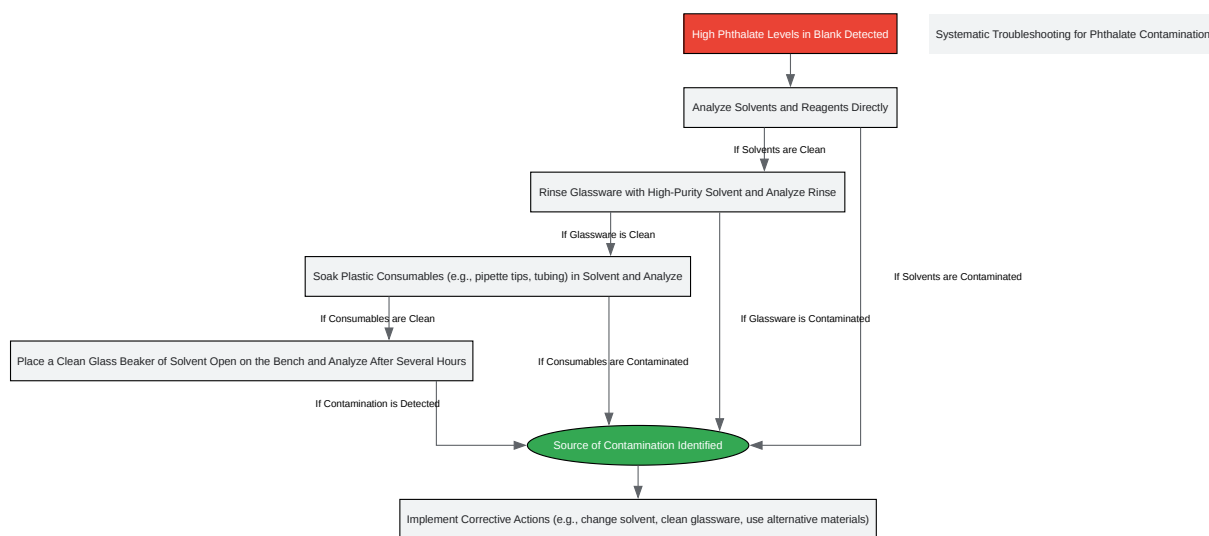 High Phthalate Levels in Blank Detected
Systematic Troubleshooting for Phthalate Contamination
Analyze Solvents and Reagents Directly
If Solvents are Clean
Rinse Glassware with High-Purity Solvent and Analyze Rinse
If Glassware is Clean
Soak Plastic Consumables (e.g., pipette tips, tubing) in Solvent and Analyze
If Solvents are Contaminated
If Consumables are Clean
If Glassware is Contaminated
Place a Clean Glass Beaker of Solvent Open on the Bench and Analyze After Several Hours
If Consumables are Contaminated
If Contamination is Detected
Source of Contamination Identified
Implement Corrective Actions (e.g., change solvent, clean glassware, use alternative materials)